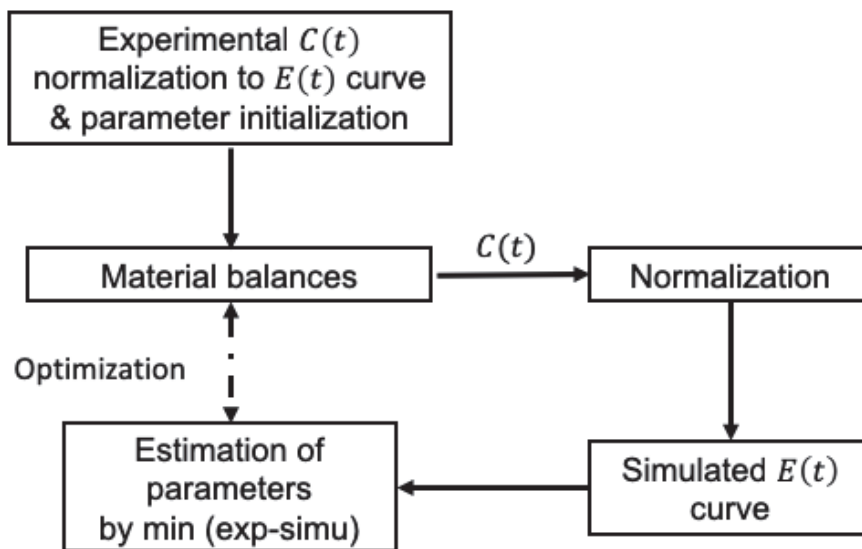 Experimental C(t)
normalization to E(t) curve
& parameter initialization
C(t)
Material balances
Normalization
Optimization
Estimation of
parameters
by min (exp-simu)
Simulated E(t)
curve